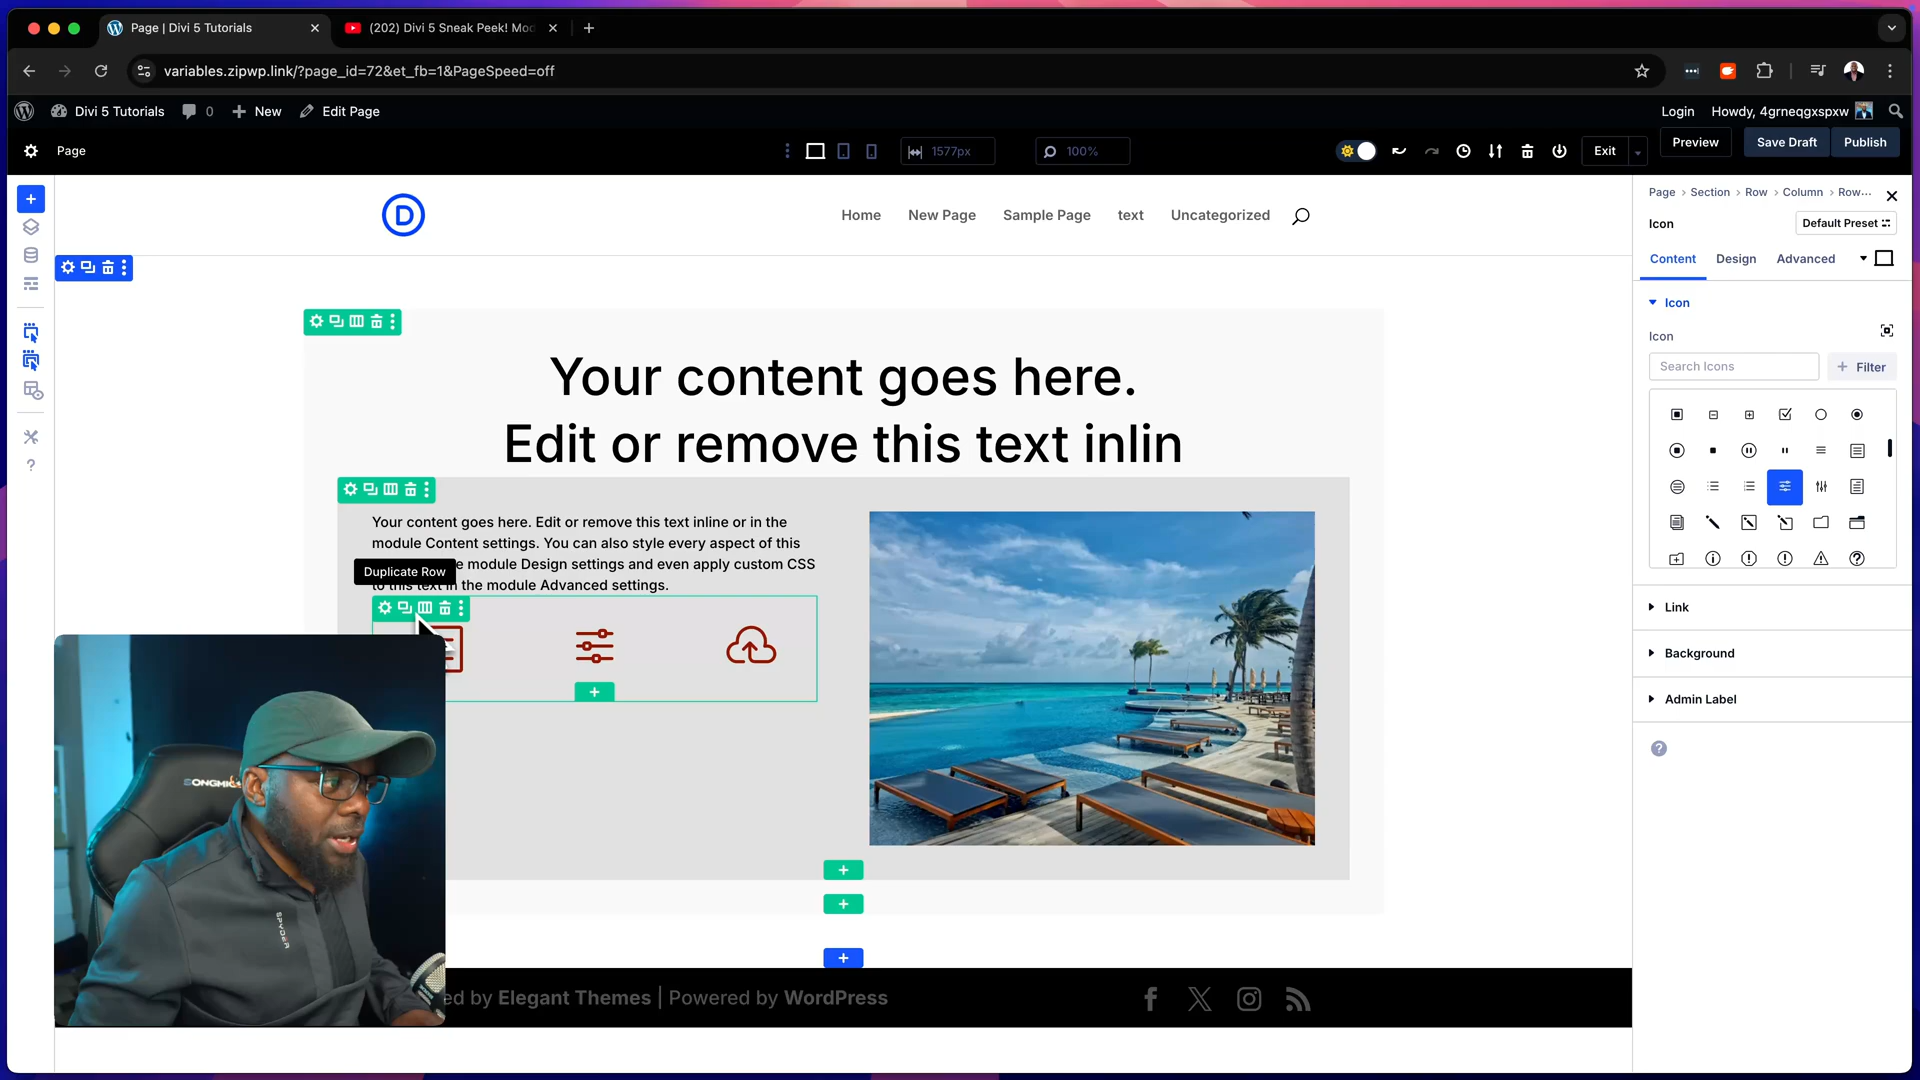 Page | Divi 5 Tutorials
(202) Divi 5 Sneak Peek! Mod
variables.zipwp.link/?page_id=72&et_fb=1&PageSpeed=off
Divi 5 Tutorials 0 New Edit Page
Login Howdy, 4grneqgxspxw
Page
1577px
100%
Exit
Preview
Save Draft
Publish
D
Home
New Page
Sample Page
text
Uncategorized
Page > Section > Row > Column > Row...
Icon
Default Preset
Content
Design
Advanced
Icon
Icon
Search Icons
+ Filter
Link
Background
Admin Label
?
Your content goes here.
Edit or remove this text inlin
Your content goes here. Edit or remove this text inline or in the
module Content settings. You can also style every aspect of this
e module Design settings and even apply custom CSS
to this text in the module Advanced settings.
Duplicate Row
SPYDER
ed by Elegant Themes | Powered by WordPress